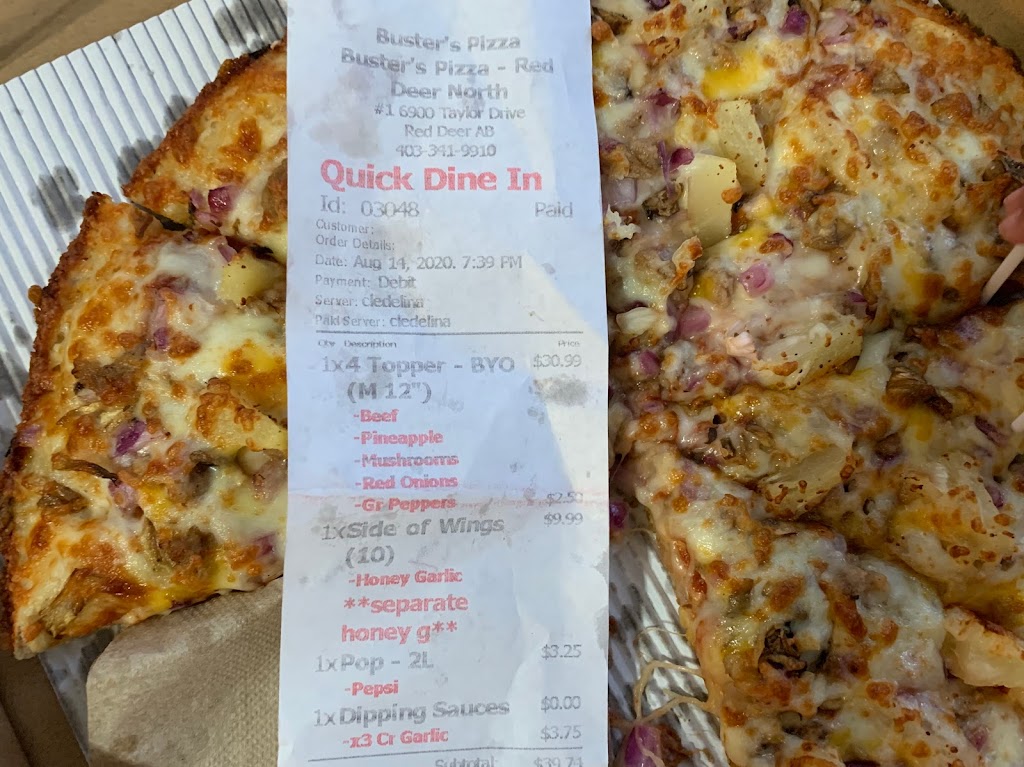 Buster's Pizza
Buster's Pizza - Red
Deer North
#1 6900 Taylor Drive
Red Deer AB
403-341-9910
Quick Dine In
Id: 03048 Paid
Customer:
Order Details:
Date: Aug 14, 2020. 7:39 PM
Payment: Debit
Server: cledelina
Paid Server: cledelina
Qty Description Price
1x4 Topper - BYO $30.99
(M 12")
-Beef
-Pineapple
-Mushrooms
-Red Onions
-Gr Peppers $2.50
1xSide of Wings $9.99
(10)
-Honey Garlic
**separate
honey g**
1xPop - 2L $3.25
-Pepsi
1xDipping Sauces $0.00
-x3 Cr Garlic $3.75
Subtotal: $39.74